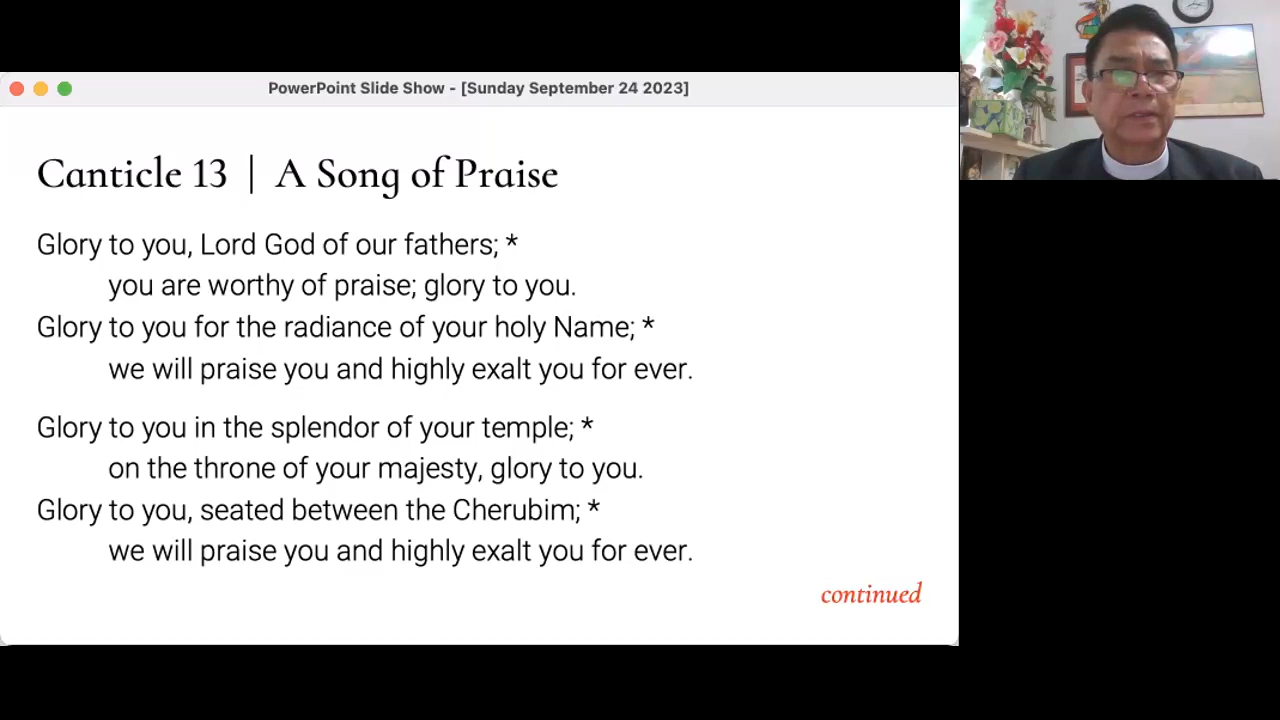 PowerPoint Slide Show - [Sunday September 24 2023]
Canticle 13 | A Song of Praise
Glory to you, Lord God of our fathers; *
you are worthy of praise; glory to you.
Glory to you for the radiance of your holy Name; *
we will praise you and highly exalt you for ever.
Glory to you in the splendor of your temple; *
on the throne of your majesty, glory to you.
Glory to you, seated between the Cherubim; *
we will praise you and highly exalt you for ever.
continued